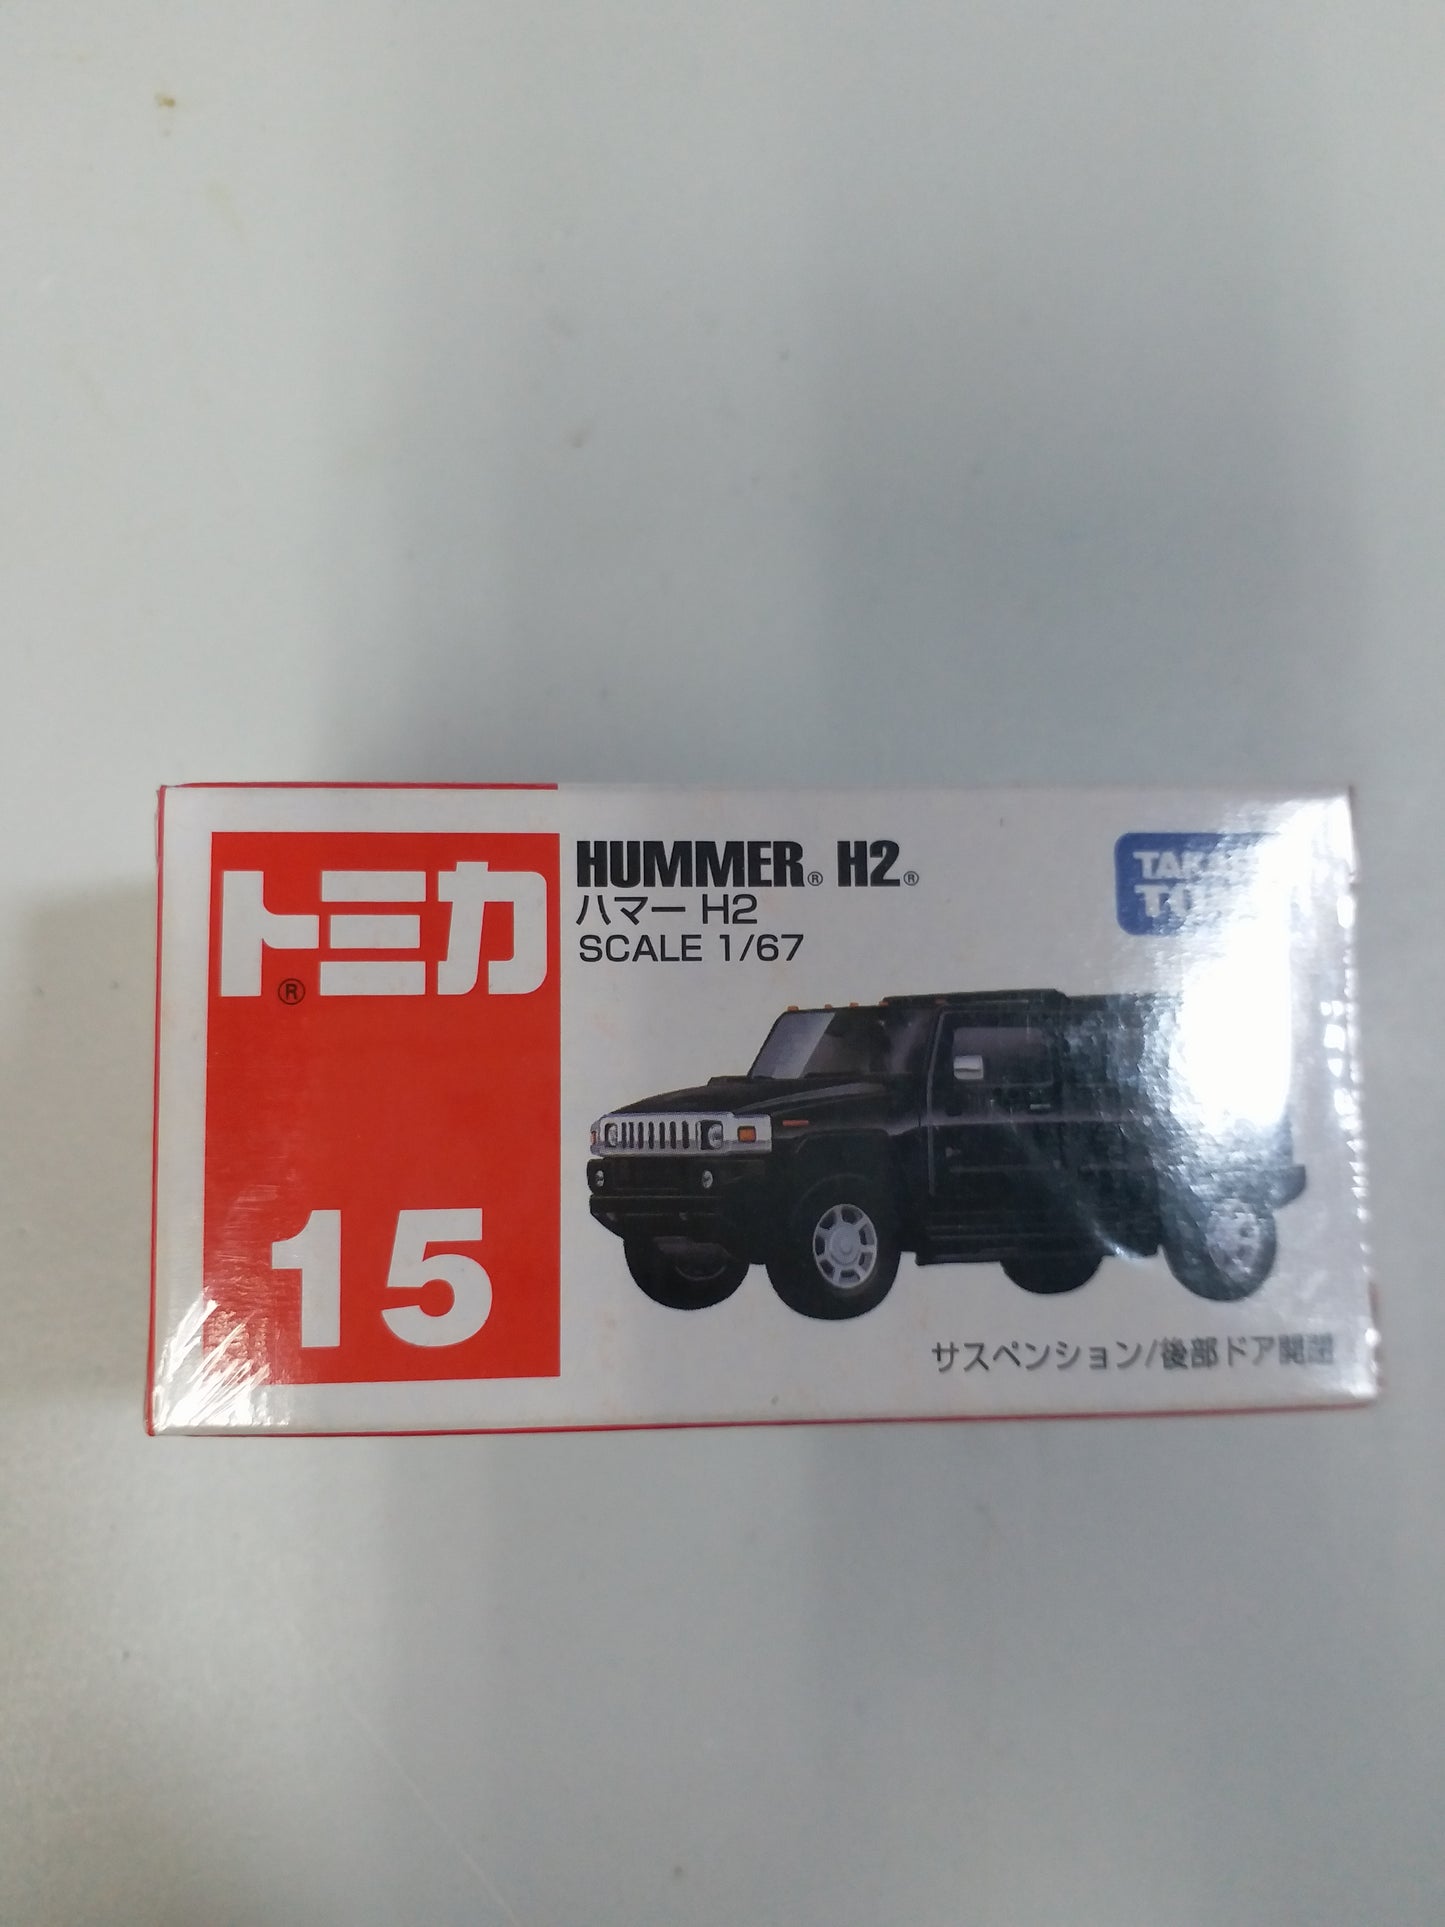 トミカ®
15
HUMMER® H2®
ハマー H2
SCALE 1/67
サスペンション/後部ドア開閉